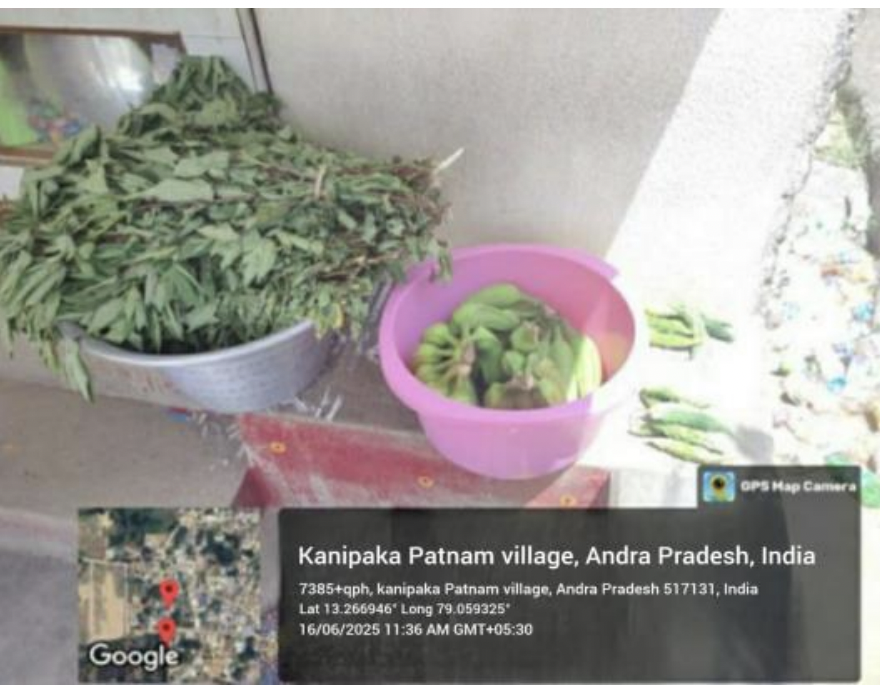 GPS Map Camera
Kanipaka Patnam village, Andra Pradesh, India
7385+qph, kanipaka Patnam village, Andra Pradesh 517131, India
Lat 13.266946° Long 79.059325°
16/06/2025 11:36 AM GMT+05:30
Google